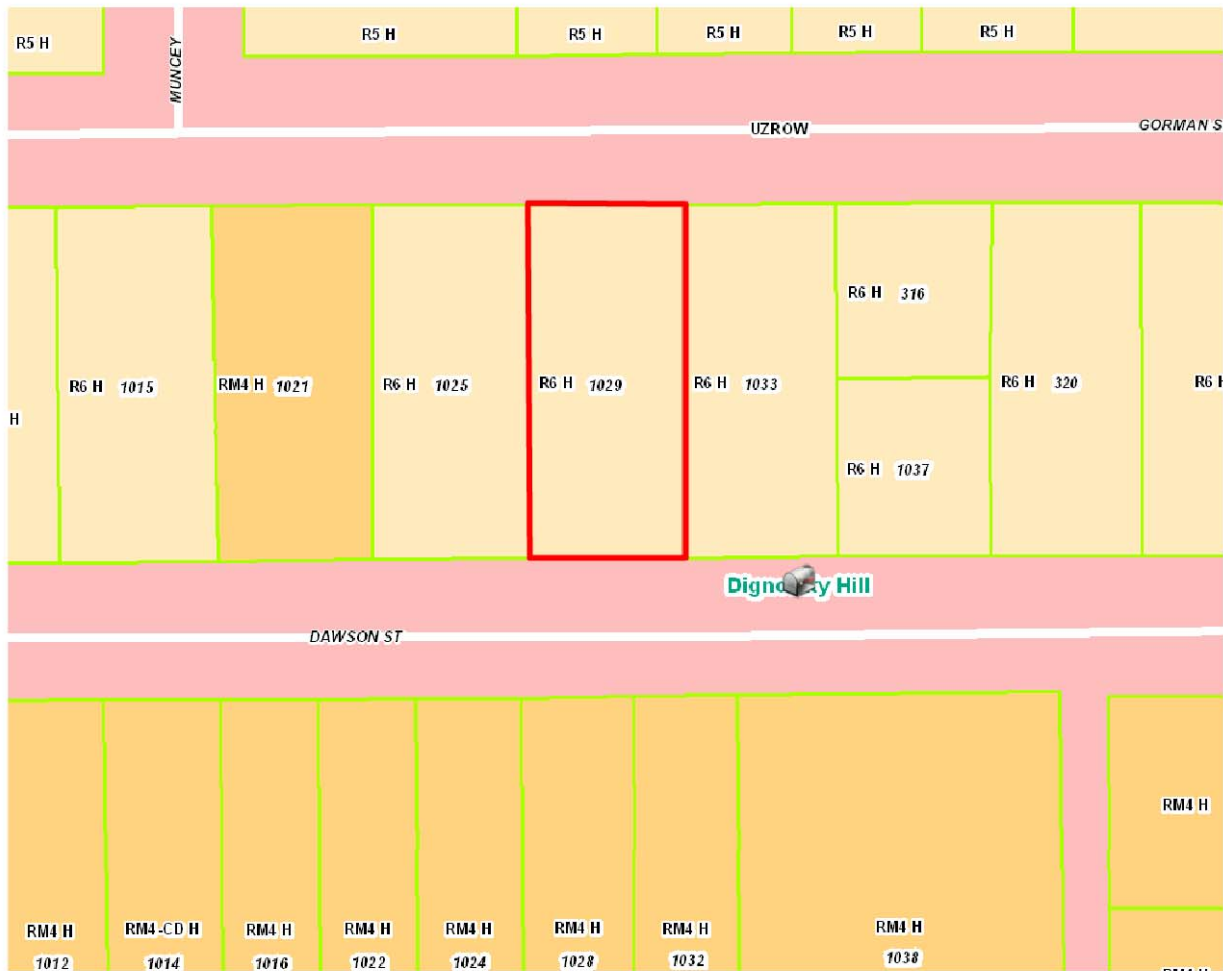 R5 H
R5 H
R5 H
R5 H
R5 H
R5 H
MUNCEY
UZROW
GORMAN S
R6 H 316
R6 H 1015
RM4 H 1021
R6 H 1025
R6 H 1029
R6 H 1033
R6 H 320
R6 H
H
R6 H 1037
Hill
DAWSON ST
RM4 H
RM4 H
1012
RM4-CD H
1014
RM4 H
1016
RM4 H
1022
RM4 H
1024
RM4 H
1028
RM4 H
1032
RM4 H
1038